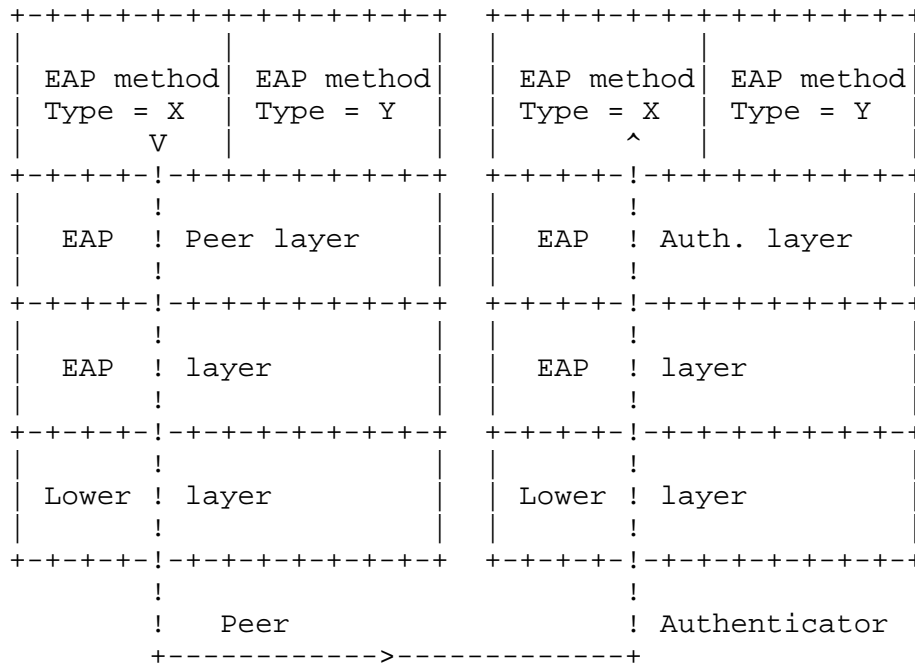 +-+-+-+-+-+-+-+-+-+-+-+-+  +-+-+-+-+-+-+-+-+-+-+-+-+
|           |           |  |           |           |
| EAP method| EAP method|  | EAP method| EAP method|
| Type = X  | Type = Y  |  | Type = X  | Type = Y  |
|       V   |           |  |       ^   |           |
+-+-+-+-!-+-+-+-+-+-+-+-+  +-+-+-+-!-+-+-+-+-+-+-+-+
|       !               |  |       !               |
|  EAP  ! Peer layer    |  |  EAP  ! Auth. layer   |
|       !               |  |       !               |
+-+-+-+-!-+-+-+-+-+-+-+-+  +-+-+-+-!-+-+-+-+-+-+-+-+
|       !               |  |       !               |
|  EAP  ! layer         |  |  EAP  ! layer         |
|       !               |  |       !               |
+-+-+-+-!-+-+-+-+-+-+-+-+  +-+-+-+-!-+-+-+-+-+-+-+-+
|       !               |  |       !               |
| Lower ! layer         |  | Lower ! layer         |
|       !               |  |       !               |
+-+-+-+-!-+-+-+-+-+-+-+-+  +-+-+-+-!-+-+-+-+-+-+-+-+
        !                          !
        !   Peer                   ! Authenticator
        +------------>-------------+